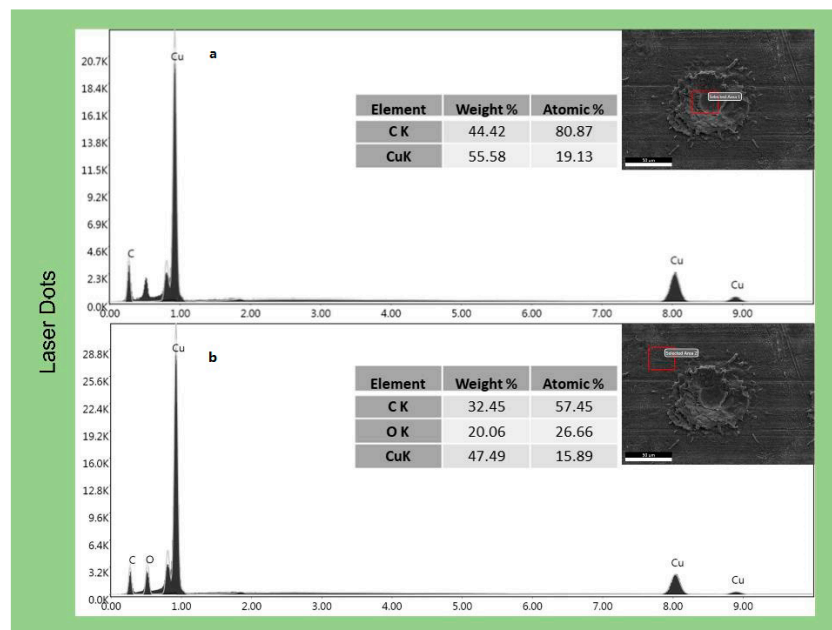 Laser Dots
a
20.7K
18.4K
16.1K
13.8K
11.5K
9.2K
6.9K
4.6K
2.3K
0.0K
Cu
C
Cu
Cu
0.00 1.00 2.00 3.00 4.00 5.00 6.00 7.00 8.00 9.00
Element Weight % Atomic %
C K 44.42 80.87
CuK 55.58 19.13
Selected Area 1
b
28.8K
25.6K
22.4K
19.2K
16.0K
12.8K
9.6K
6.4K
3.2K
0.0K
Cu
C O
Cu
Cu
0.00 1.00 2.00 3.00 4.00 5.00 6.00 7.00 8.00 9.00
Element Weight % Atomic %
C K 32.45 57.45
O K 20.06 26.66
CuK 47.49 15.89
Selected Area 2